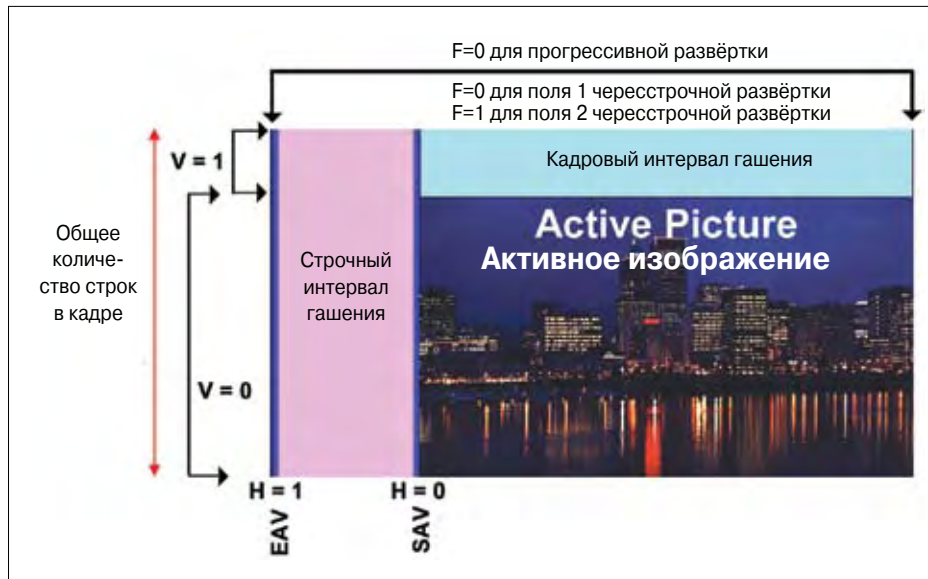 F=0 для прогрессивной развёртки
F=0 для поля 1 чересстрочной развёртки
F=1 для поля 2 чересстрочной развёртки
V = 1
Кадровый интервал гашения
Общее
количе-
ство строк
в кадре
Строчный
интервал
гашения
Active Picture
Активное изображение
V = 0
H = 1
H = 0
EAV
SAV